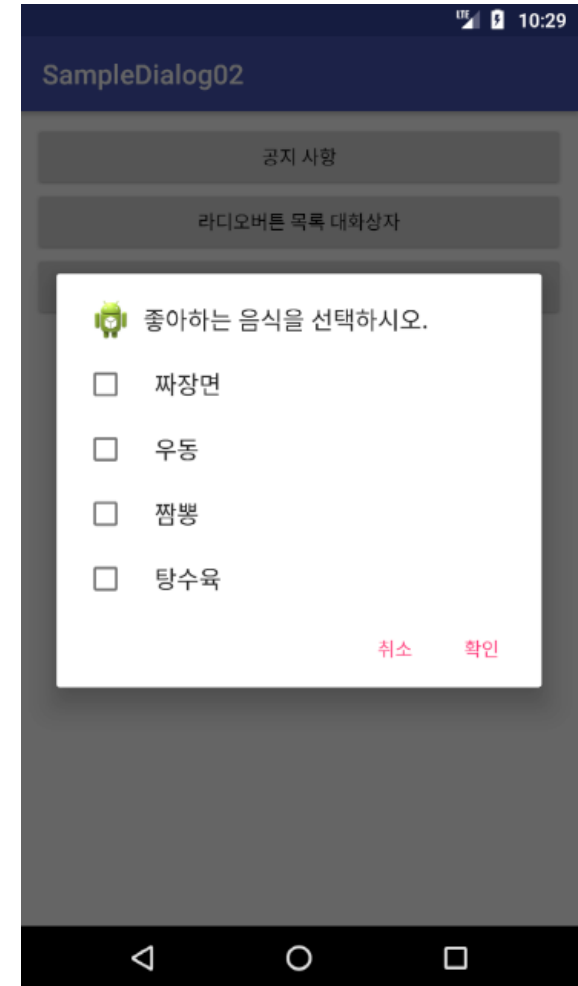 LTE 10:29
SampleDialog02
공지 사항
라디오버튼 목록 대화상자
좋아하는 음식을 선택하시오.
짜장면
우동
짬뽕
탕수육
취소 확인